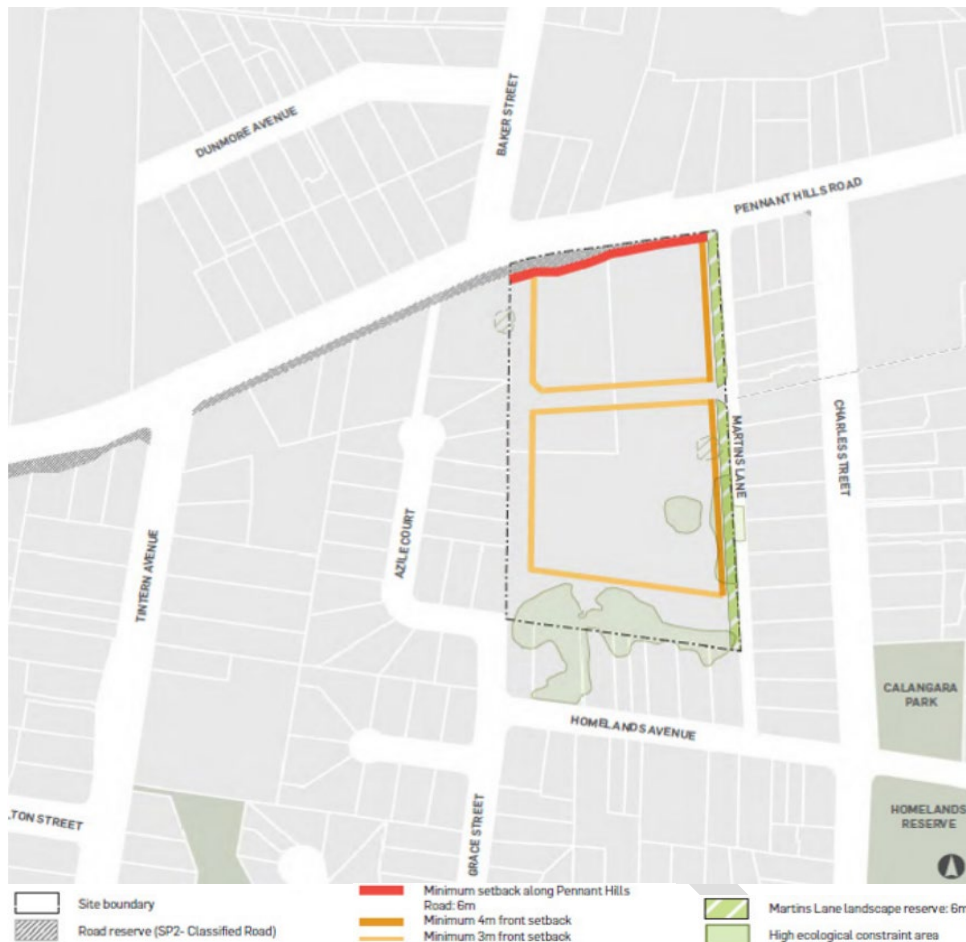 DUNMORE AVENUE
BAKER STREET
PENNANT HILLS ROAD
MARTINS LANE
CHARLES STREET
AZILE COURT
TINTERN AVENUE
CALANGARA
PARK
HOMELANDS AVENUE
HOMELANDS
RESERVE
LTON STREET
GRACE STREET
Site boundary
Road reserve (SP2- Classified Road)
Minimum setback along Pennant Hills
Road: 6m
Minimum 4m front setback
Minimum 3m front setback
Martins Lane landscape reserve: 6m
High ecological constraint area